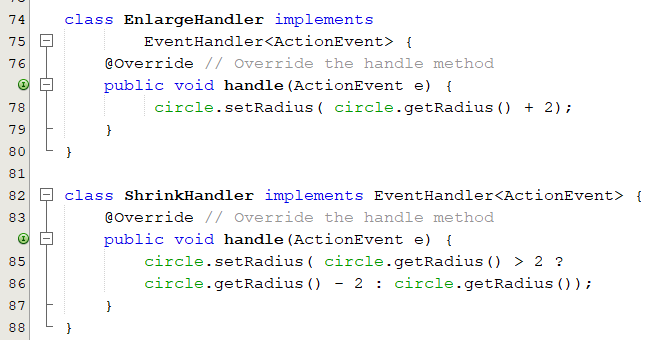 74 class EnlargeHandler implements
75 EventHandler<ActionEvent> {
76 @Override // Override the handle method
public void handle(ActionEvent e) {
78 circle.setRadius( circle.getRadius() + 2);
79 }
80 }
81
82 class ShrinkHandler implements EventHandler<ActionEvent> {
83 @Override // Override the handle method
public void handle(ActionEvent e) {
85 circle.setRadius( circle.getRadius() > 2 ?
86 circle.getRadius() - 2 : circle.getRadius());
87 }
88 }